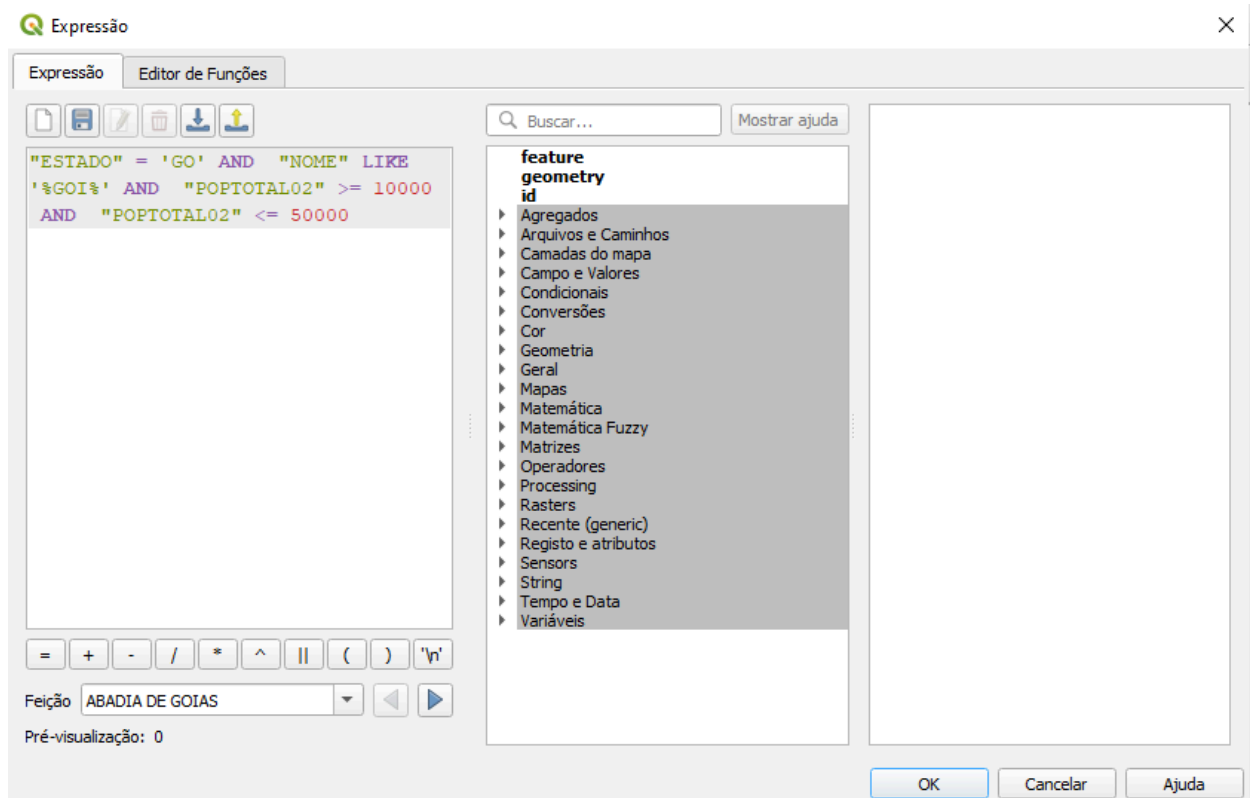 Expressão
Expressão
Editor de Funções
"ESTADO" = 'GO' AND "NOME" LIKE
'%GOI%' AND "POPTOTAL02" >= 10000
AND "POPTOTAL02" <= 50000
= + - / * ^ || ( ) '\n'
Feição ABADIA DE GOIAS
Pré-visualização: 0
Buscar...
Mostrar ajuda
feature
geometry
id
Agregados
Arquivos e Caminhos
Camadas do mapa
Campo e Valores
Condicionais
Conversões
Cor
Geometria
Geral
Mapas
Matemática
Matemática Fuzzy
Matrizes
Operadores
Processing
Rasters
Recente (generic)
Registo e atributos
Sensors
String
Tempo e Data
Variáveis
OK
Cancelar
Ajuda